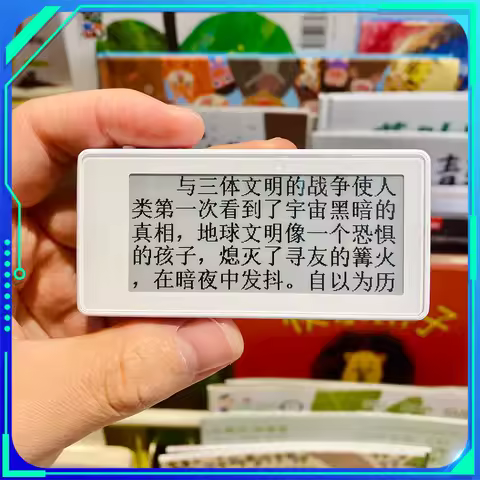 与三体文明的战争使人
类第一次看到了宇宙黑暗的
真相，地球文明像一个恐惧
的孩子，熄灭了寻友的篝火
，在暗夜中发抖。自以为历